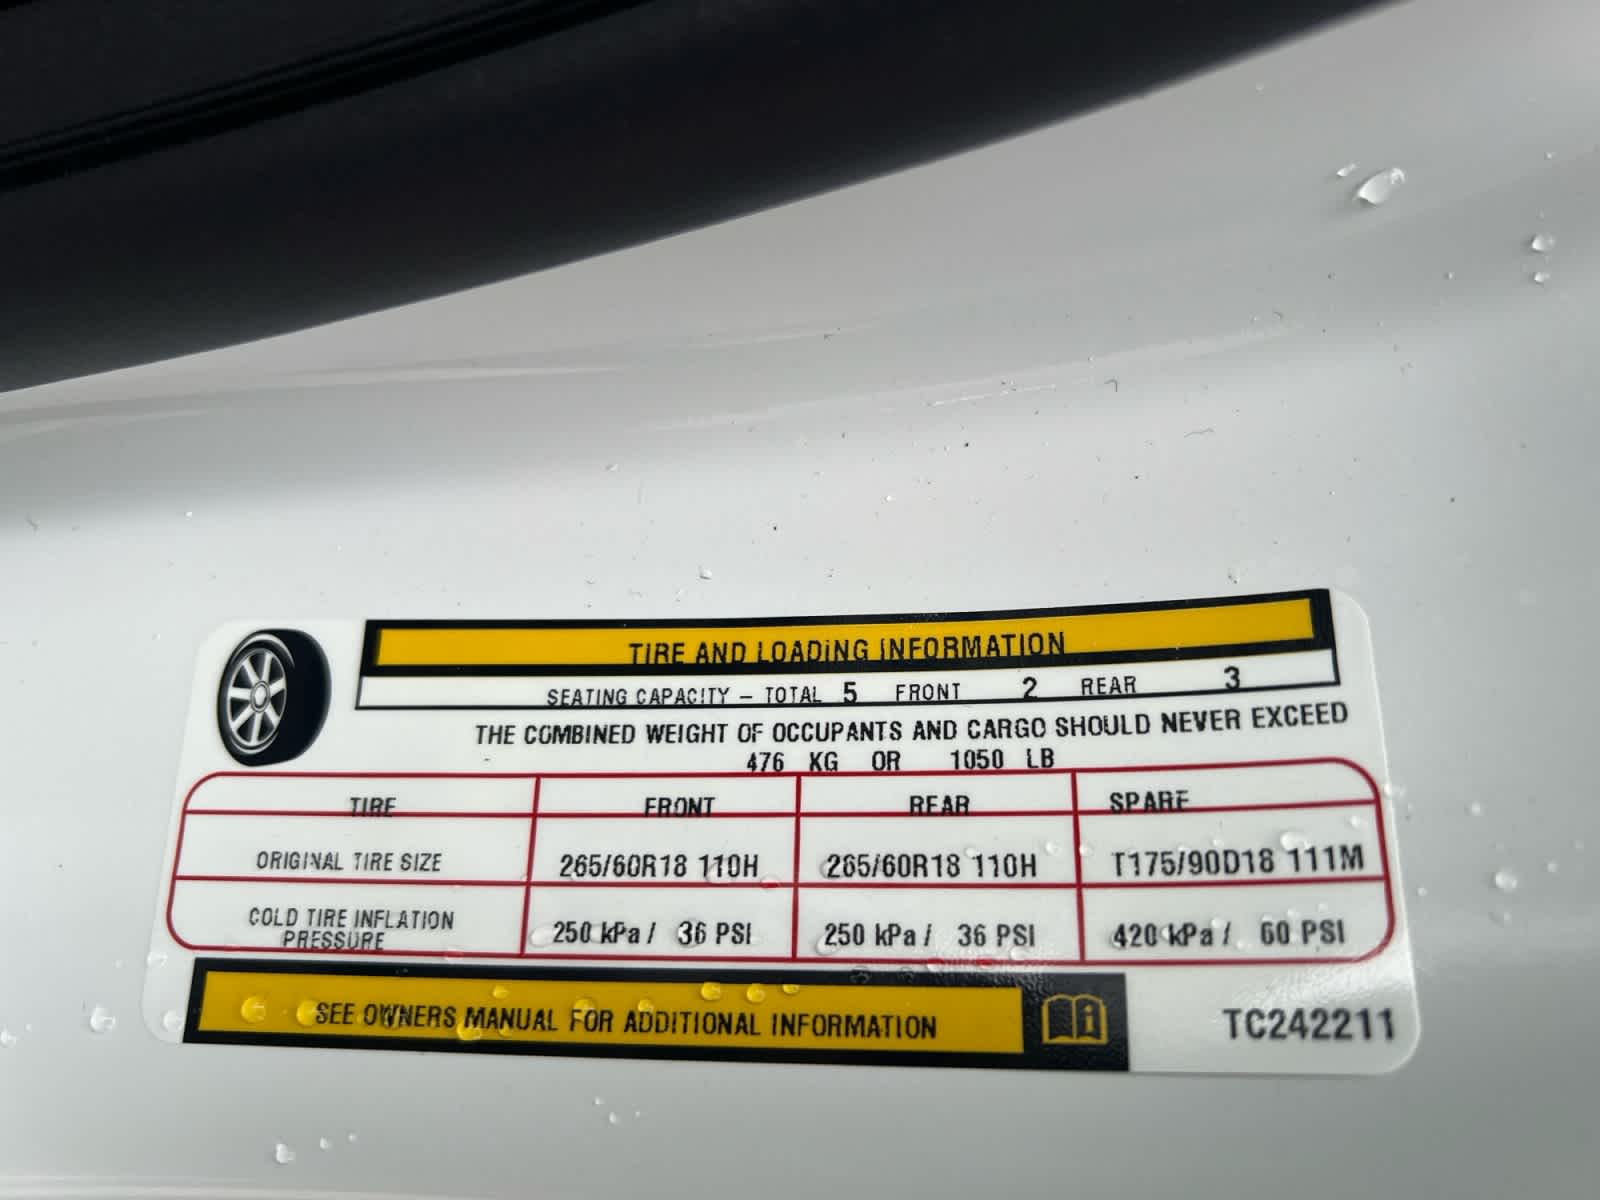 TIRE AND LOADING INFORMATION
SEATING CAPACITY – TOTAL 5 FRONT 2 REAR 3
THE COMBINED WEIGHT OF OCCUPANTS AND CARGO SHOULD NEVER EXCEED
476 KG OR 1050 LB
TIRE FRONT REAR SPARE
ORIGINAL TIRE SIZE 265/60R18 110H 265/60R18 110H T175/90D18 111M
COLD TIRE INFLATION
PRESSURE 250 kPa / 36 PSI 250 kPa / 36 PSI 420 kPa / 60 PSI
SEE OWNERS MANUAL FOR ADDITIONAL INFORMATION
TC242211